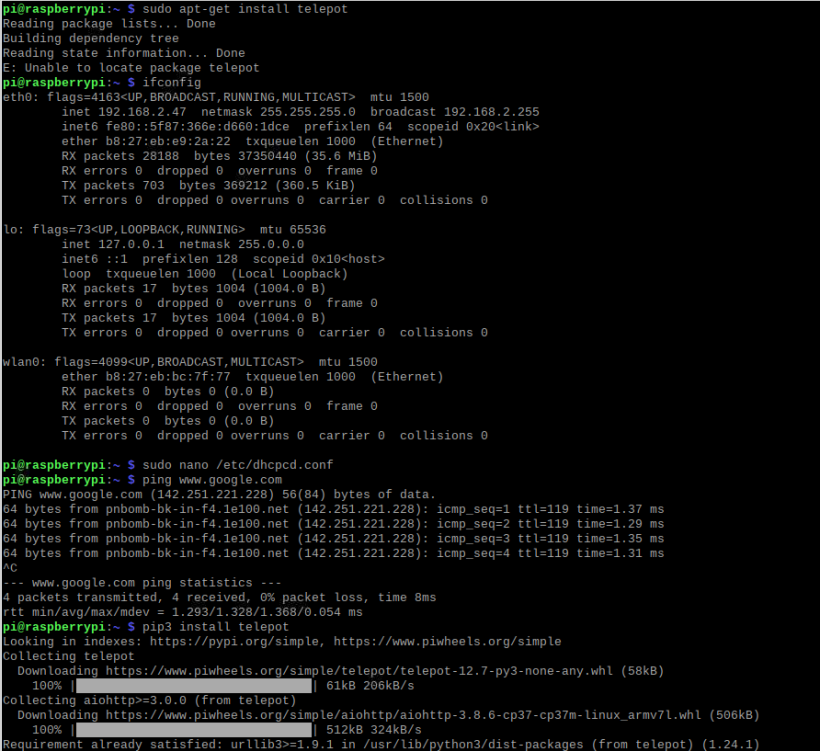 pi@raspberrypi:~ $ sudo apt-get install telepot
Reading package lists... Done
Building dependency tree
Reading state information... Done
E: Unable to locate package telepot
pi@raspberrypi:~ $ ifconfig
eth0: flags=4163<UP,BROADCAST,RUNNING,MULTICAST>  mtu 1500
        inet 192.168.2.47  netmask 255.255.255.0  broadcast 192.168.2.255
        inet6 fe80::5f87:366e:d660:1dce  prefixlen 64  scopeid 0x20<link>
        ether b8:27:eb:e9:2a:22  txqueuelen 1000  (Ethernet)
        RX packets 28188  bytes 37350440 (35.6 MiB)
        RX errors 0  dropped 0  overruns 0  frame 0
        TX packets 703  bytes 369212 (360.5 KiB)
        TX errors 0  dropped 0 overruns 0  carrier 0  collisions 0

lo: flags=73<UP,LOOPBACK,RUNNING>  mtu 65536
        inet 127.0.0.1  netmask 255.0.0.0
        inet6 ::1  prefixlen 128  scopeid 0x10<host>
        loop  txqueuelen 1000  (Local Loopback)
        RX packets 17  bytes 1004 (1004.0 B)
        RX errors 0  dropped 0  overruns 0  frame 0
        TX packets 17  bytes 1004 (1004.0 B)
        TX errors 0  dropped 0 overruns 0  carrier 0  collisions 0

wlan0: flags=4099<UP,BROADCAST,MULTICAST>  mtu 1500
        ether b8:27:eb:bc:7f:77  txqueuelen 1000  (Ethernet)
        RX packets 0  bytes 0 (0.0 B)
        RX errors 0  dropped 0  overruns 0  frame 0
        TX packets 0  bytes 0 (0.0 B)
        TX errors 0  dropped 0 overruns 0  carrier 0  collisions 0

pi@raspberrypi:~ $ sudo nano /etc/dhcpcd.conf
pi@raspberrypi:~ $ ping www.google.com
PING www.google.com (142.251.221.228) 56(84) bytes of data.
64 bytes from pnbomb-bk-in-f4.1e100.net (142.251.221.228): icmp_seq=1 ttl=119 time=1.37 ms
64 bytes from pnbomb-bk-in-f4.1e100.net (142.251.221.228): icmp_seq=2 ttl=119 time=1.29 ms
64 bytes from pnbomb-bk-in-f4.1e100.net (142.251.221.228): icmp_seq=3 ttl=119 time=1.35 ms
64 bytes from pnbomb-bk-in-f4.1e100.net (142.251.221.228): icmp_seq=4 ttl=119 time=1.31 ms
^C
--- www.google.com ping statistics ---
4 packets transmitted, 4 received, 0% packet loss, time 8ms
rtt min/avg/max/mdev = 1.293/1.328/1.368/0.054 ms
pi@raspberrypi:~ $ pip3 install telepot
Looking in indexes: https://pypi.org/simple, https://www.piwheels.org/simple
Collecting telepot
  Downloading https://www.piwheels.org/simple/telepot/telepot-12.7-py3-none-any.whl (58kB)
    100% |████████████████████████████████| 61kB 206kB/s
Collecting aiohttp>=3.0.0 (from telepot)
  Downloading https://www.piwheels.org/simple/aiohttp/aiohttp-3.8.6-cp37-cp37m-linux_armv7l.whl (506kB)
    100% |████████████████████████████████| 512kB 324kB/s
Requirement already satisfied: urllib3>=1.9.1 in /usr/lib/python3/dist-packages (from telepot) (1.24.1)